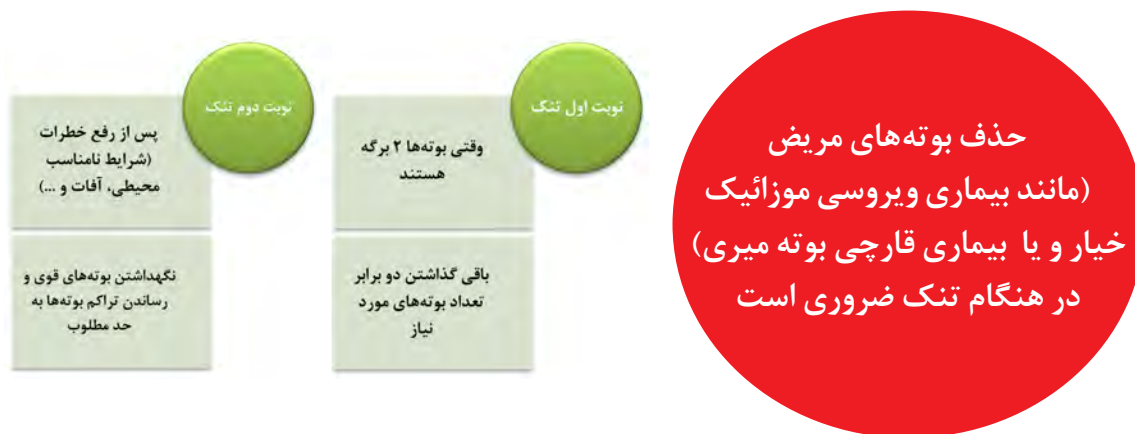 حذف بوته‌های مریض
(مانند بیماری ویروسی موزائیک
خیار و یا بیماری قارچی بوته میری)
در هنگام تنک ضروری است
نوبت اول تنک
وقتی بوته‌ها ۲ برگه
هستند
باقی گذاشتن دو برابر
تعداد بوته‌های مورد
نیاز
نوبت دوم تنک
پس از رفع خطرات
(شرایط نامناسب
محیطی، آفات و ...)
نگهداشتن بوته‌های قوی و
رساندن تراکم بوته‌ها به
حد مطلوب